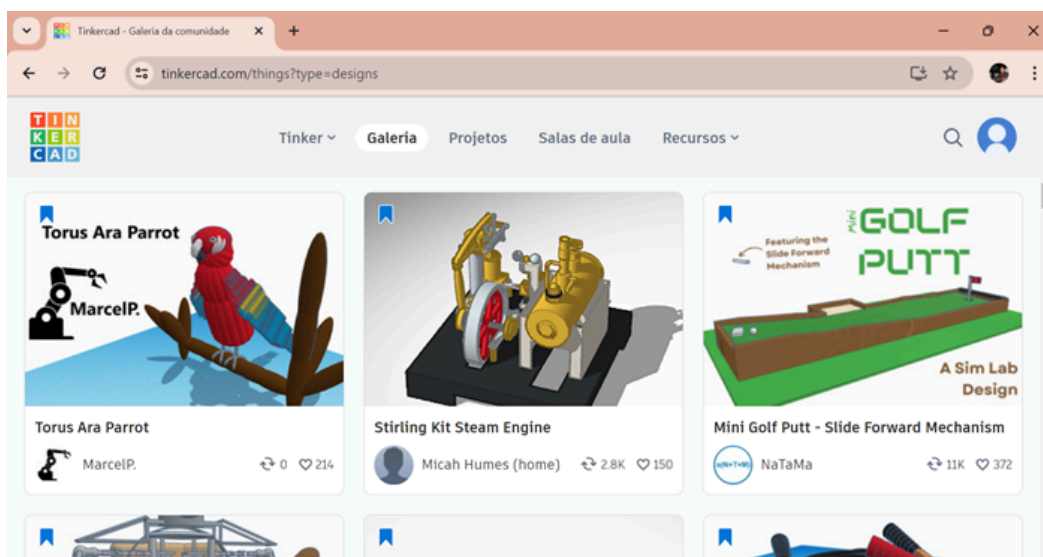 Tinkercad - Galeria da comunidade
tinkercad.com/things?type=designs
TIN
KER
CAD
Tinker
Galeria
Projetos
Salas de aula
Recursos
Torus Ara Parrot
MarcelP.
Torus Ara Parrot
MarcelP.
0
214
Stirling Kit Steam Engine
Micah Humes (home)
2.8K
150
Mini
GOLF
PUTT
Featuring the
Slide Forward
Mechanism
A Sim Lab
Design
Mini Golf Putt - Slide Forward Mechanism
a(N+T+M)
NaTaMa
11K
372